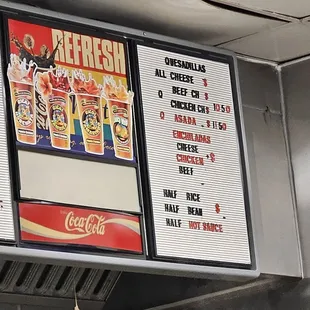 REFRESH
Coca-Cola
QUESADILLAS
ALL CHEESE $
BEEF CH
CHICKEN CH $ 10 50
ASADA $ 11 50
ENCHILADAS
CHEESE
CHICKEN $
BEEF
HALF RICE
HALF BEAN $
HALF HOT SAUCE